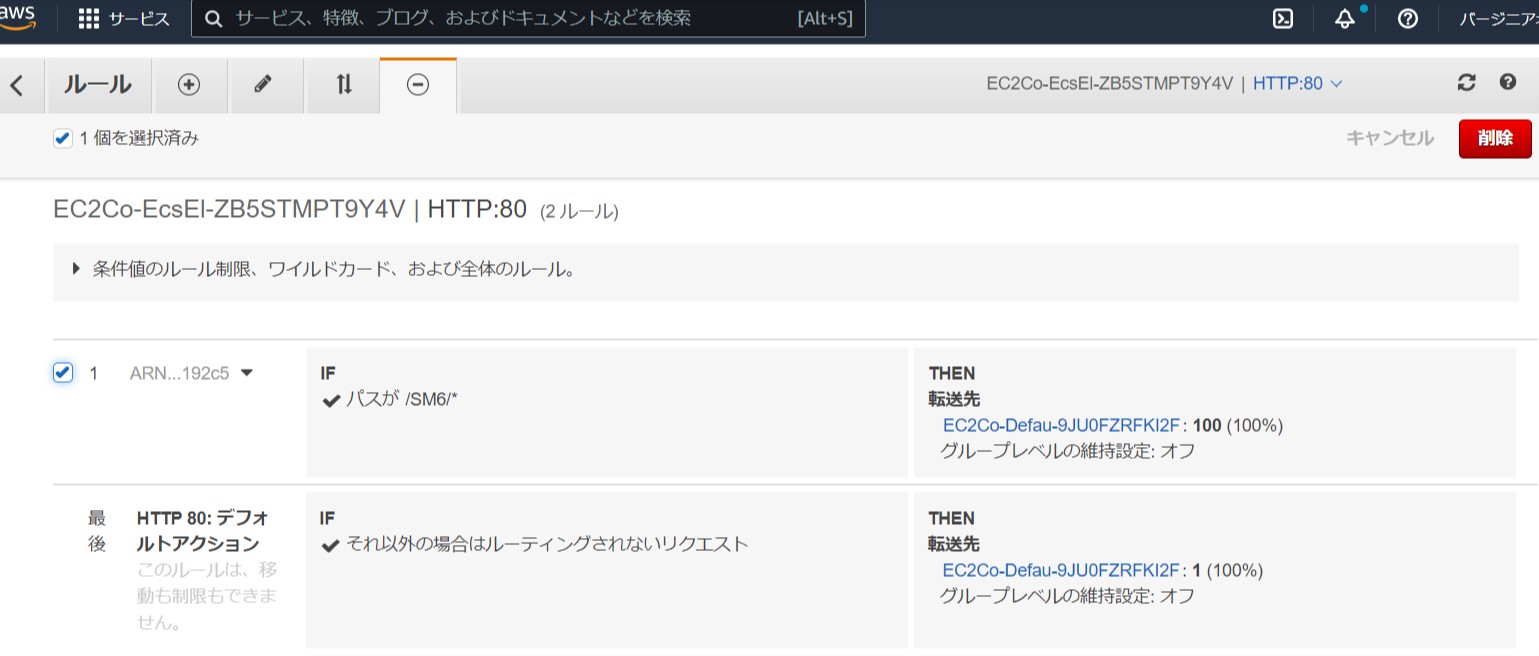 aws サービス サービス、特徴、ブログ、およびドキュメントなどを検索 [Alt+S] バージニア
ルール EC2Co-EcsEl-ZB5STMPT9Y4V | HTTP:80
1 個を選択済み キャンセル 削除
EC2Co-EcsEl-ZB5STMPT9Y4V | HTTP:80 (2 ルール)
条件値のルール制限、ワイルドカード、および全体のルール。
1 ARN...192c5
IF
パスが /SM6/*
THEN
転送先
EC2Co-Defau-9JU0FZRFKI2F: 100 (100%)
グループレベルの維持設定: オフ
最
後
HTTP 80: デフォ
ルトアクション
このルールは、移
動も制限もできま
せん。
IF
それ以外の場合はルーティングされないリクエスト
THEN
転送先
EC2Co-Defau-9JU0FZRFKI2F: 1 (100%)
グループレベルの維持設定: オフ